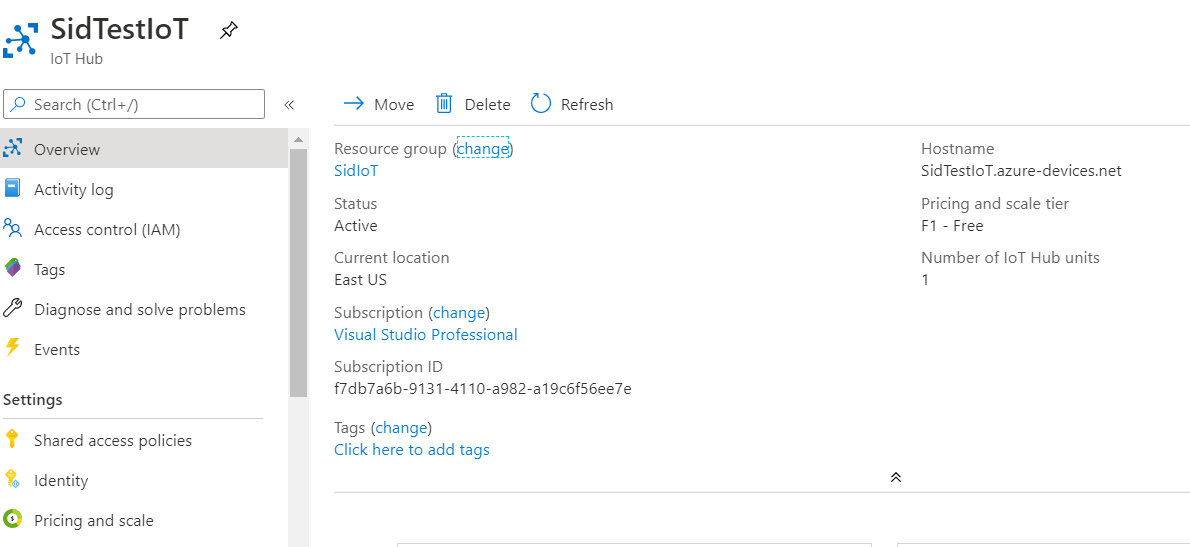 SidTestIoT
IoT Hub
Search (Ctrl+/)
«
Overview
Activity log
Access control (IAM)
Tags
Diagnose and solve problems
Events
Settings
Shared access policies
Identity
Pricing and scale
Move Delete Refresh
Resource group (change)
SidIoT
Status
Active
Current location
East US
Subscription (change)
Visual Studio Professional
Subscription ID
f7db7a6b-9131-4110-a982-a19c6f56ee7e
Tags (change)
Click here to add tags
Hostname
SidTestIoT.azure-devices.net
Pricing and scale tier
F1 - Free
Number of IoT Hub units
1